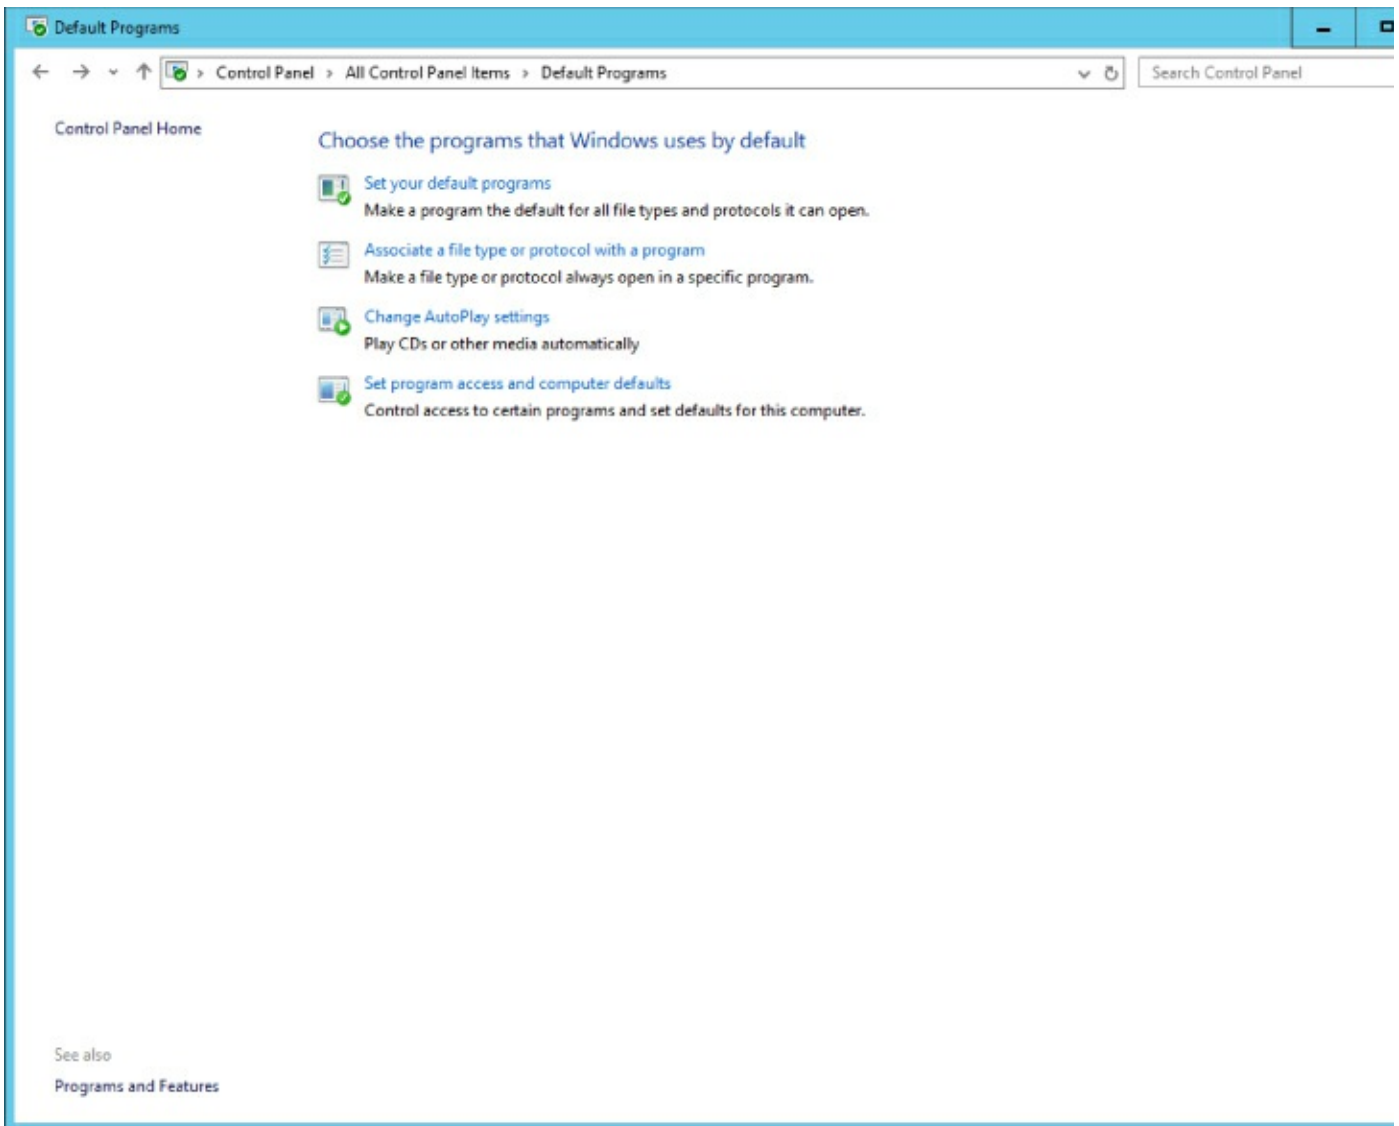 Default Programs
Control Panel > All Control Panel Items > Default Programs
Search Control Panel
Control Panel Home
Choose the programs that Windows uses by default
Set your default programs
Make a program the default for all file types and protocols it can open.
Associate a file type or protocol with a program
Make a file type or protocol always open in a specific program.
Change AutoPlay settings
Play CDs or other media automatically
Set program access and computer defaults
Control access to certain programs and set defaults for this computer.
See also
Programs and Features